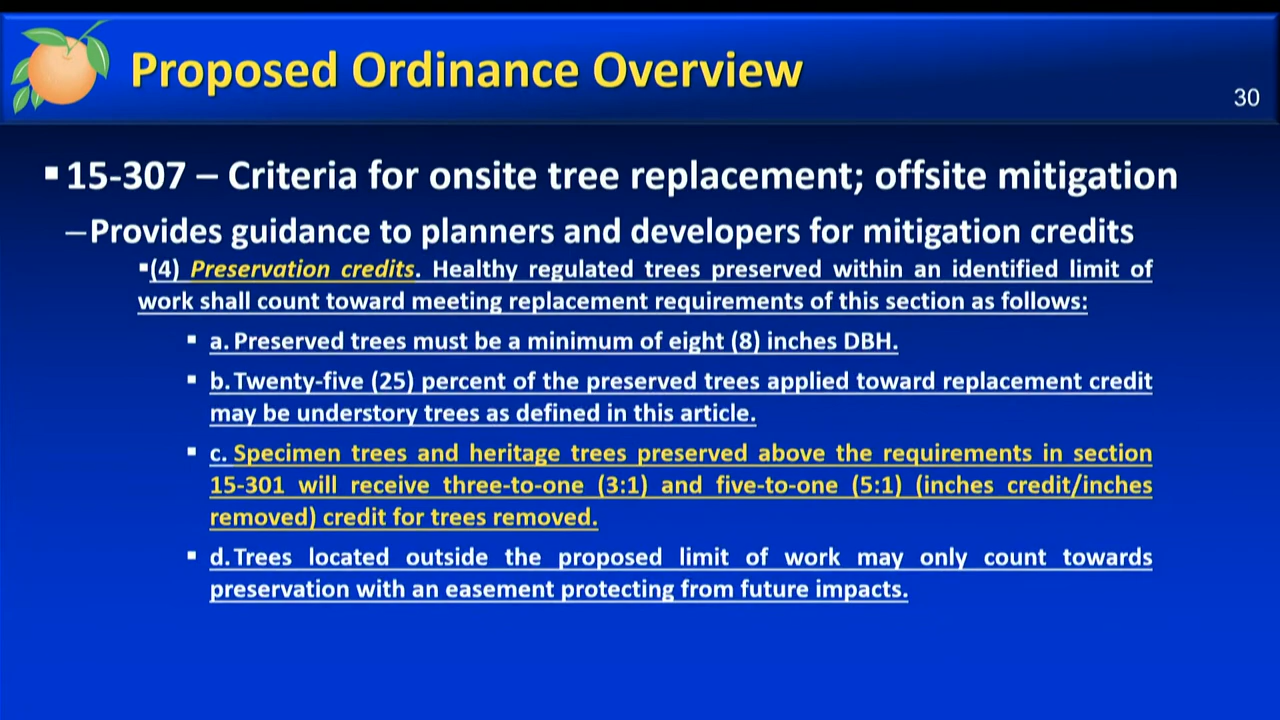 Proposed Ordinance Overview
30
▪ 15-307 – Criteria for onsite tree replacement; offsite mitigation
–Provides guidance to planners and developers for mitigation credits
▪(4) Preservation credits. Healthy regulated trees preserved within an identified limit of
work shall count toward meeting replacement requirements of this section as follows:
▪ a. Preserved trees must be a minimum of eight (8) inches DBH.
▪ b. Twenty-five (25) percent of the preserved trees applied toward replacement credit
may be understory trees as defined in this article.
▪ c. Specimen trees and heritage trees preserved above the requirements in section
15-301 will receive three-to-one (3:1) and five-to-one (5:1) (inches credit/inches
removed) credit for trees removed.
▪ d. Trees located outside the proposed limit of work may only count towards
preservation with an easement protecting from future impacts.